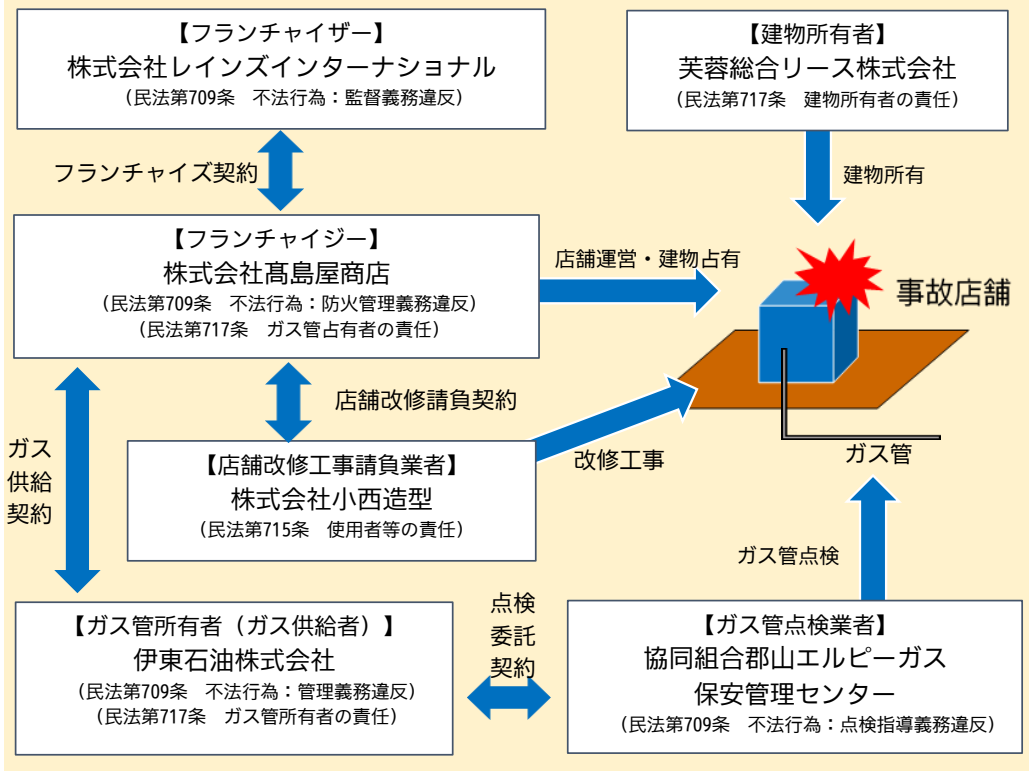 【フランチャイザー】
株式会社レインズインターナショナル
(民法第709条　不法行為：監督義務違反)
【建物所有者】
芙蓉総合リース株式会社
(民法第717条　建物所有者の責任)
フランチャイズ契約
建物所有
【フランチャイジー】
株式会社髙島屋商店
(民法第709条　不法行為：防火管理義務違反)
(民法第717条　ガス管占有者の責任)
店舗運営・建物占有
事故店舗
店舗改修請負契約
ガス
供給
契約
【店舗改修工事請負業者】
株式会社小西造型
(民法第715条　使用者等の責任)
改修工事
ガス管
ガス管点検
【ガス管所有者（ガス供給者）】
伊東石油株式会社
(民法第709条　不法行為：管理義務違反)
(民法第717条　ガス管所有者の責任)
点検
委託
契約
【ガス管点検業者】
協同組合郡山エルピーガス
保安管理センター
(民法第709条　不法行為：点検指導義務違反)